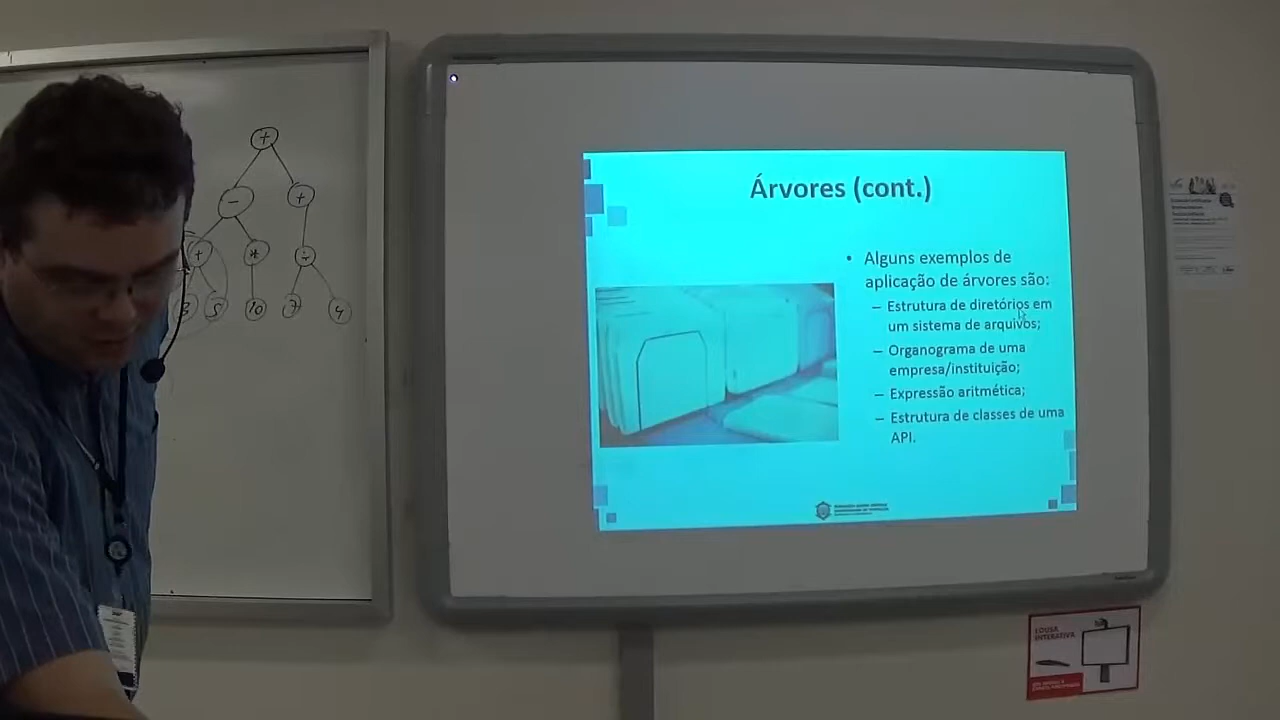 +
-
+
+
*
÷
3
5
10
7
4
Árvores (cont.)
• Alguns exemplos de
aplicação de árvores são:
– Estrutura de diretórios em
um sistema de arquivos;
– Organograma de uma
empresa/instituição;
– Expressão aritmética;
– Estrutura de classes de uma
API.
LOUSA
INTERATIVA